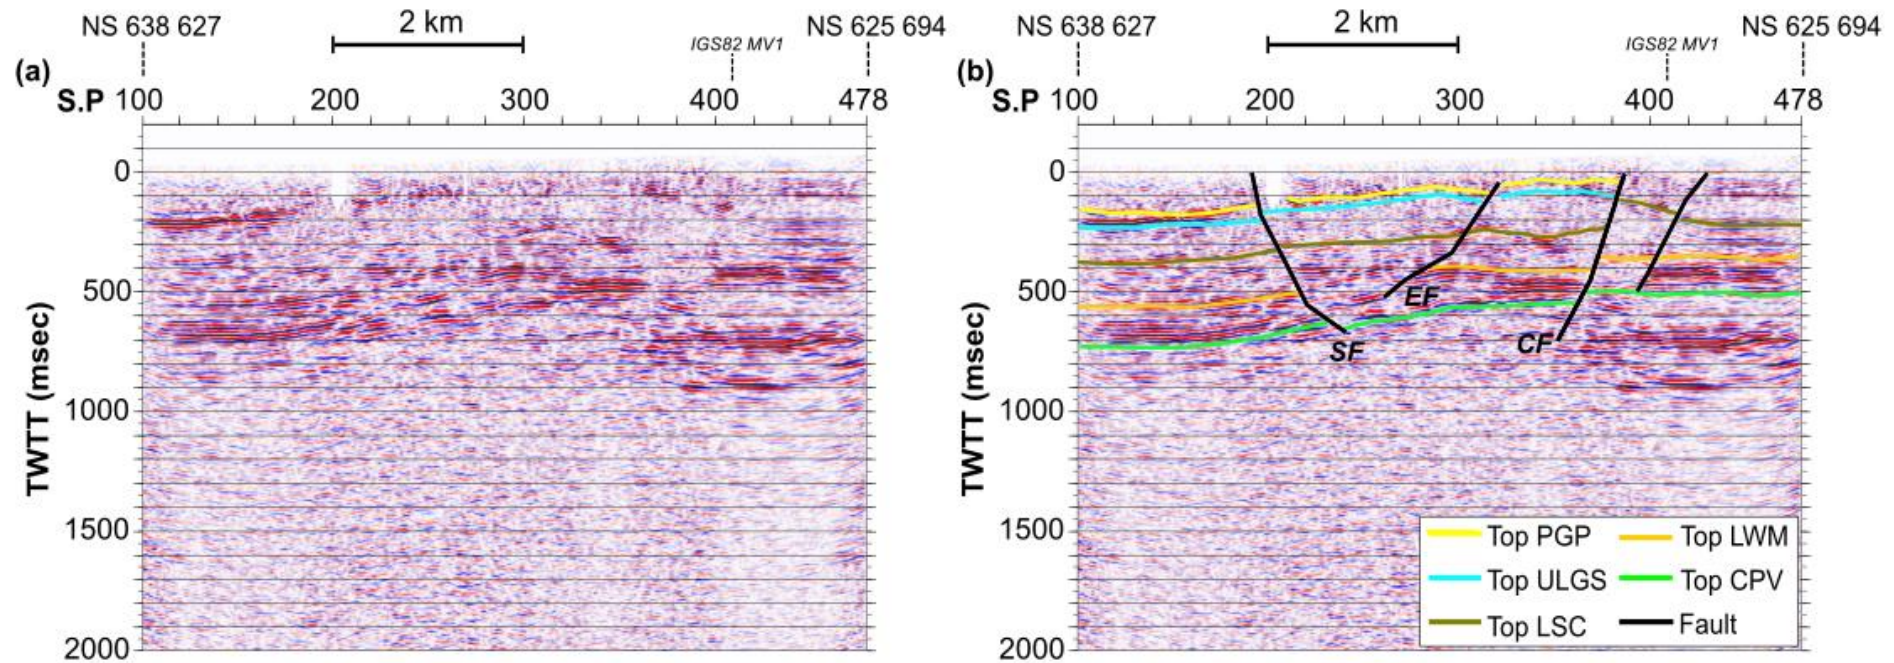 NS 638 627 2 km IGS82 MV1 NS 625 694
(a)
S.P 100 200 300 400 478
0
500
1000
1500
2000
TWTT (msec)
NS 638 627 2 km IGS82 MV1 NS 625 694
(b)
S.P 100 200 300 400 478
0
500
1000
1500
2000
TWTT (msec)
EF
SF
CF
Top PGP Top LWM
Top ULGS Top CPV
Top LSC Fault